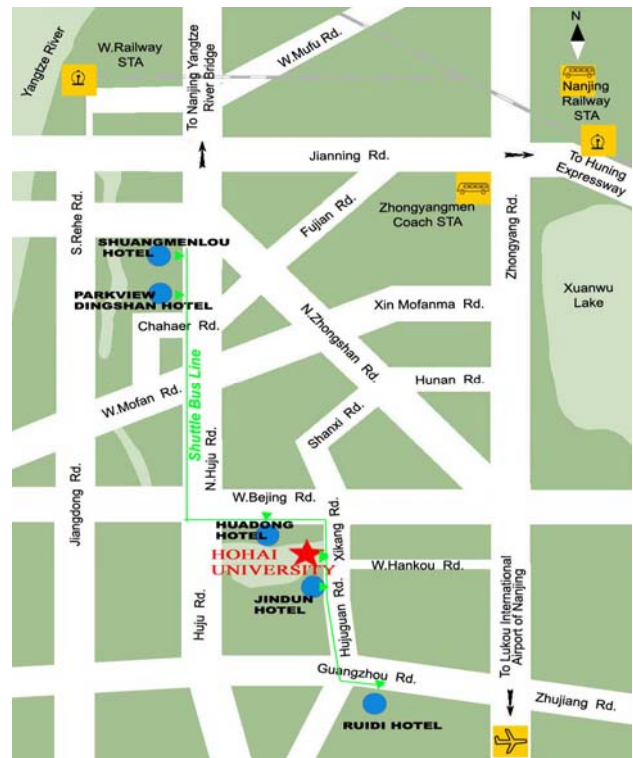 N
W.Railway
STA
Yangtze River
To Nanjing Yangtze
River Bridge
W.Mufu Rd.
Nanjing
Railway
STA
Jianning Rd.
To Huning
Expressway
Zhongyangmen
Coach STA
S.Rehe Rd.
Fujian Rd.
Zhongyang Rd.
SHUANGMENLOU
HOTEL
Xuanwu
Lake
PARKVIEW
DINGSHAN HOTEL
Xin Mofanma Rd.
Chahaer Rd.
N.Zhongshan Rd.
Shuttle Bus Line
Hunan Rd.
W.Mofan Rd.
Shanxi Rd.
Jiangdong Rd.
N.Huju Rd.
W.Bejing Rd.
HUADONG
HOTEL
Xikang Rd.
HOHAI
UNIVERSITY
W.Hankou Rd.
JINDUN
HOTEL
Huju Rd.
Hujuguan Rd.
To Lukou International
Airport of Nanjing
Guangzhou Rd.
Zhujiang Rd.
RUIDI HOTEL